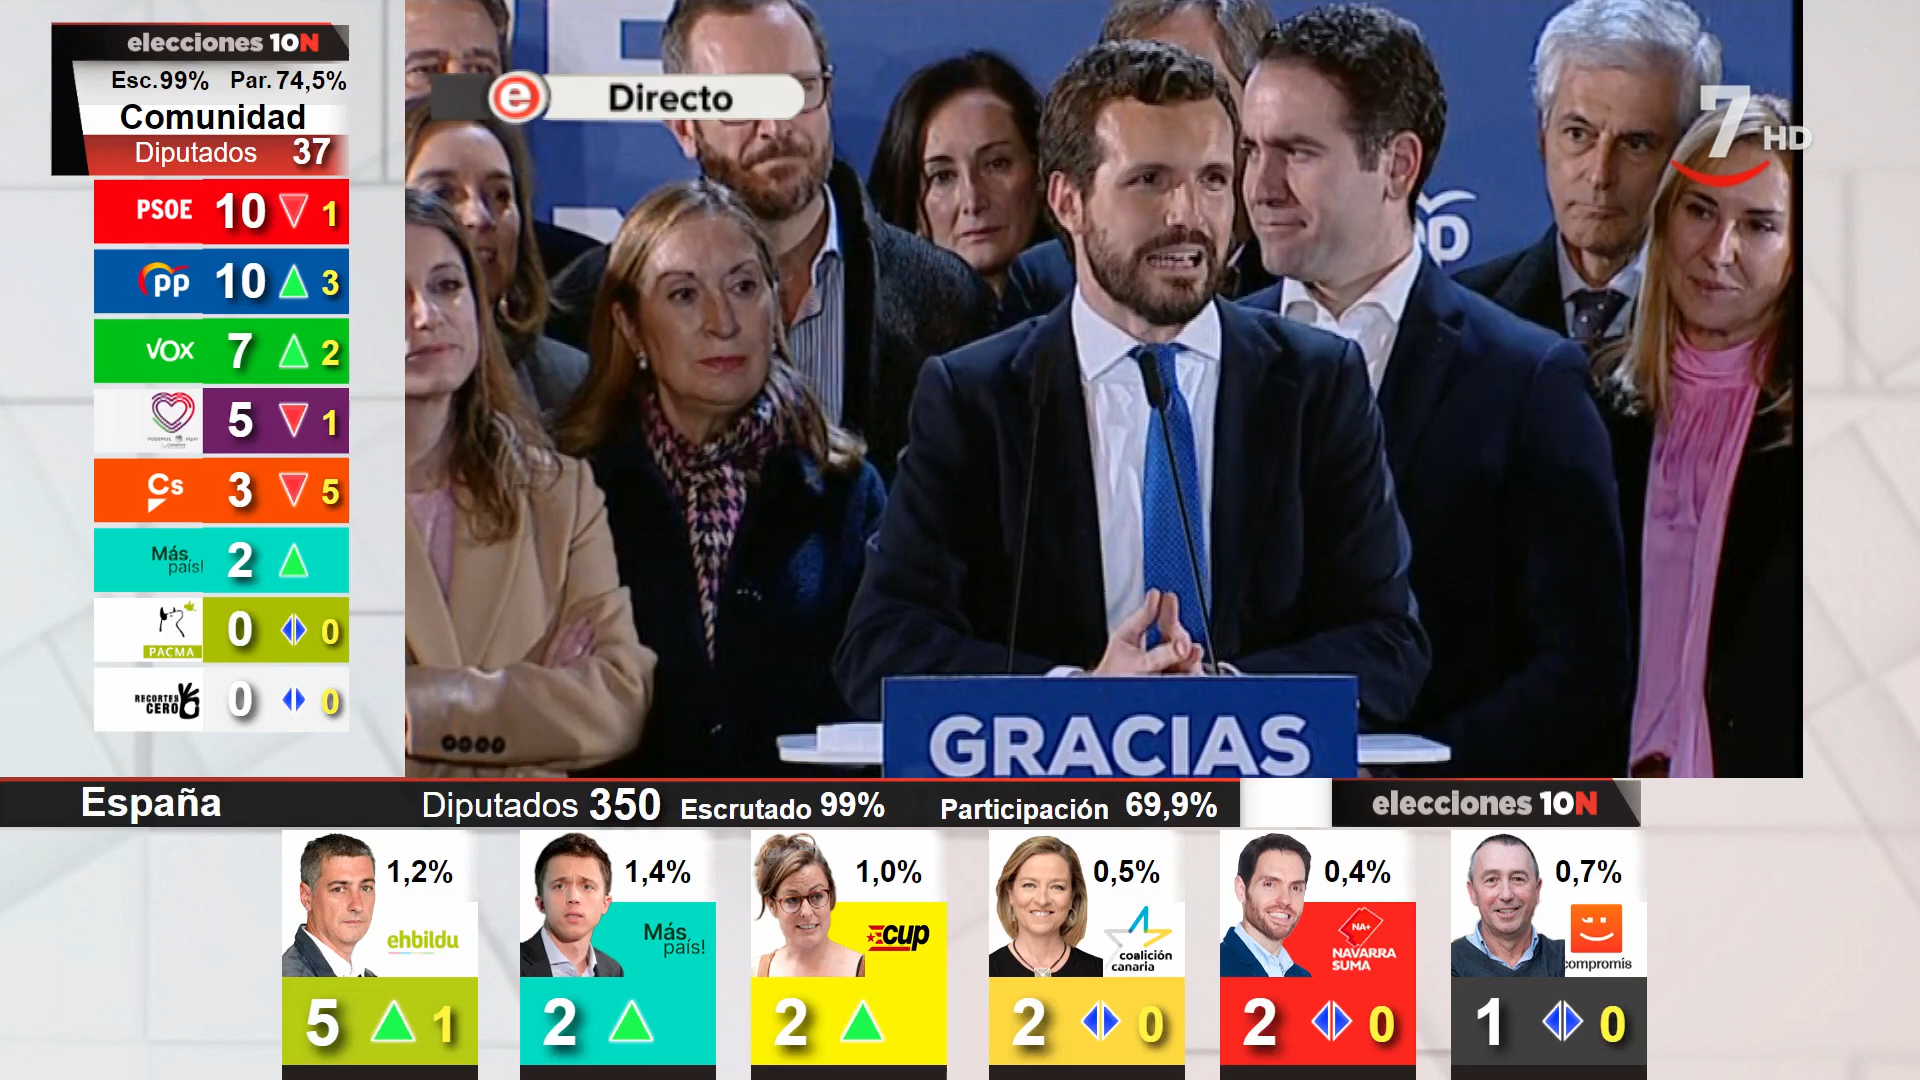 elecciones 10N
Esc.99% Par.74,5%
Comunidad
Diputados 37
PSOE 10 1
pp 10 3
VOX 7 2
5 1
Cs 3 5
Más país! 2
PACMA 0 0
RECORTES CERO 0 0
e Directo
7 HD
pp
GRACIAS
España Diputados 350 Escrutado 99% Participación 69,9% elecciones 10N
1,2%
ehbildu
5 1
1,4%
Más país!
2
1,0%
cup
2
0,5%
coalición canaria
2 0
0,4%
NA+
NAVARRA SUMA
2 0
0,7%
compromís
1 0